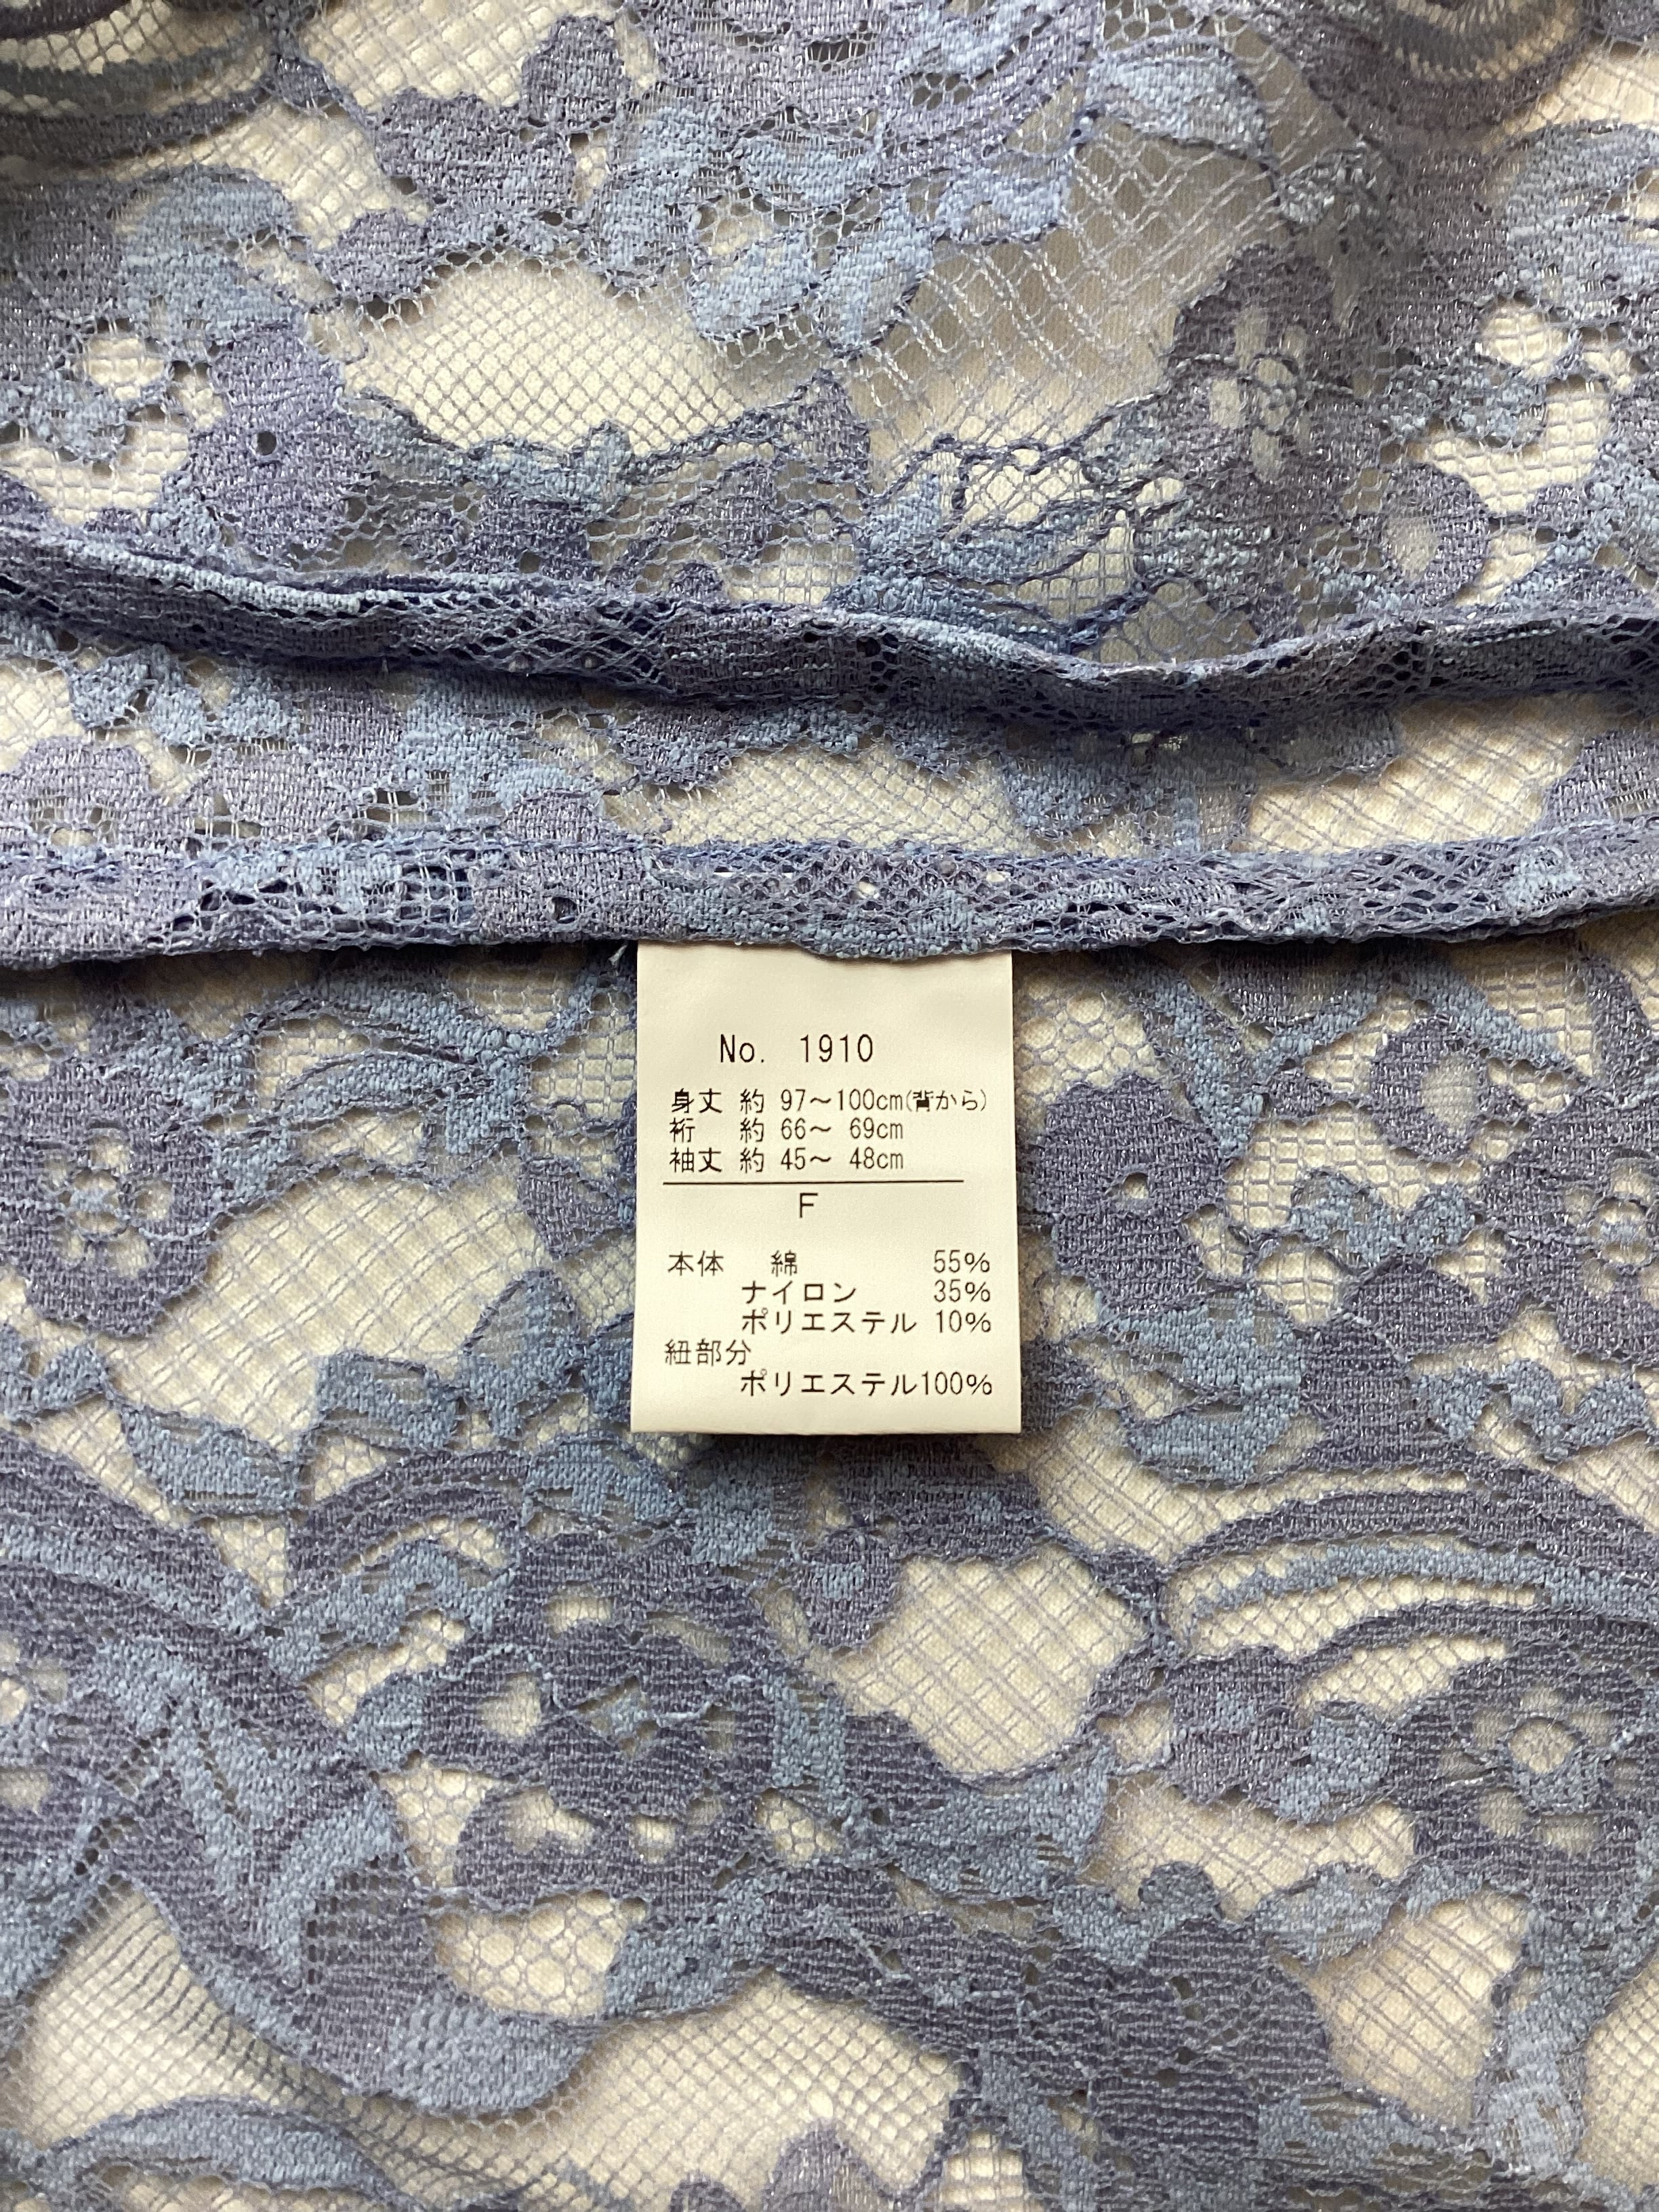 No. 1910
身丈 約 97～100cm(背から)
裄 約 66～ 69cm
袖丈 約 45～ 48cm
F
本体 綿 55%
ナイロン 35%
ポリエステル 10%
紐部分
ポリエステル100%